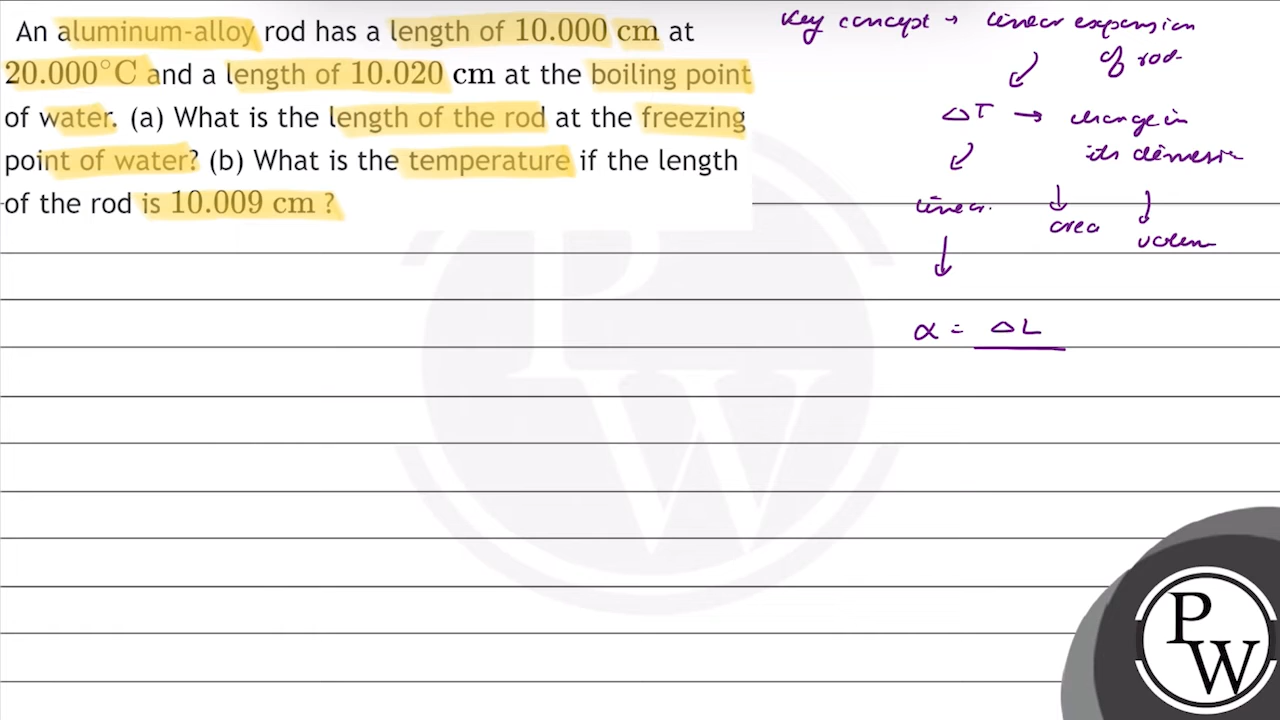 An aluminum-alloy rod has a length of 10.000 cm at
20.000°C and a length of 10.020 cm at the boiling point
of water. (a) What is the length of the rod at the freezing
point of water? (b) What is the temperature if the length
of the rod is 10.009 cm ?
Key concept → linear expension
of rod
ΔT → change in
its
linear.
area
α = ΔL
PW
PW